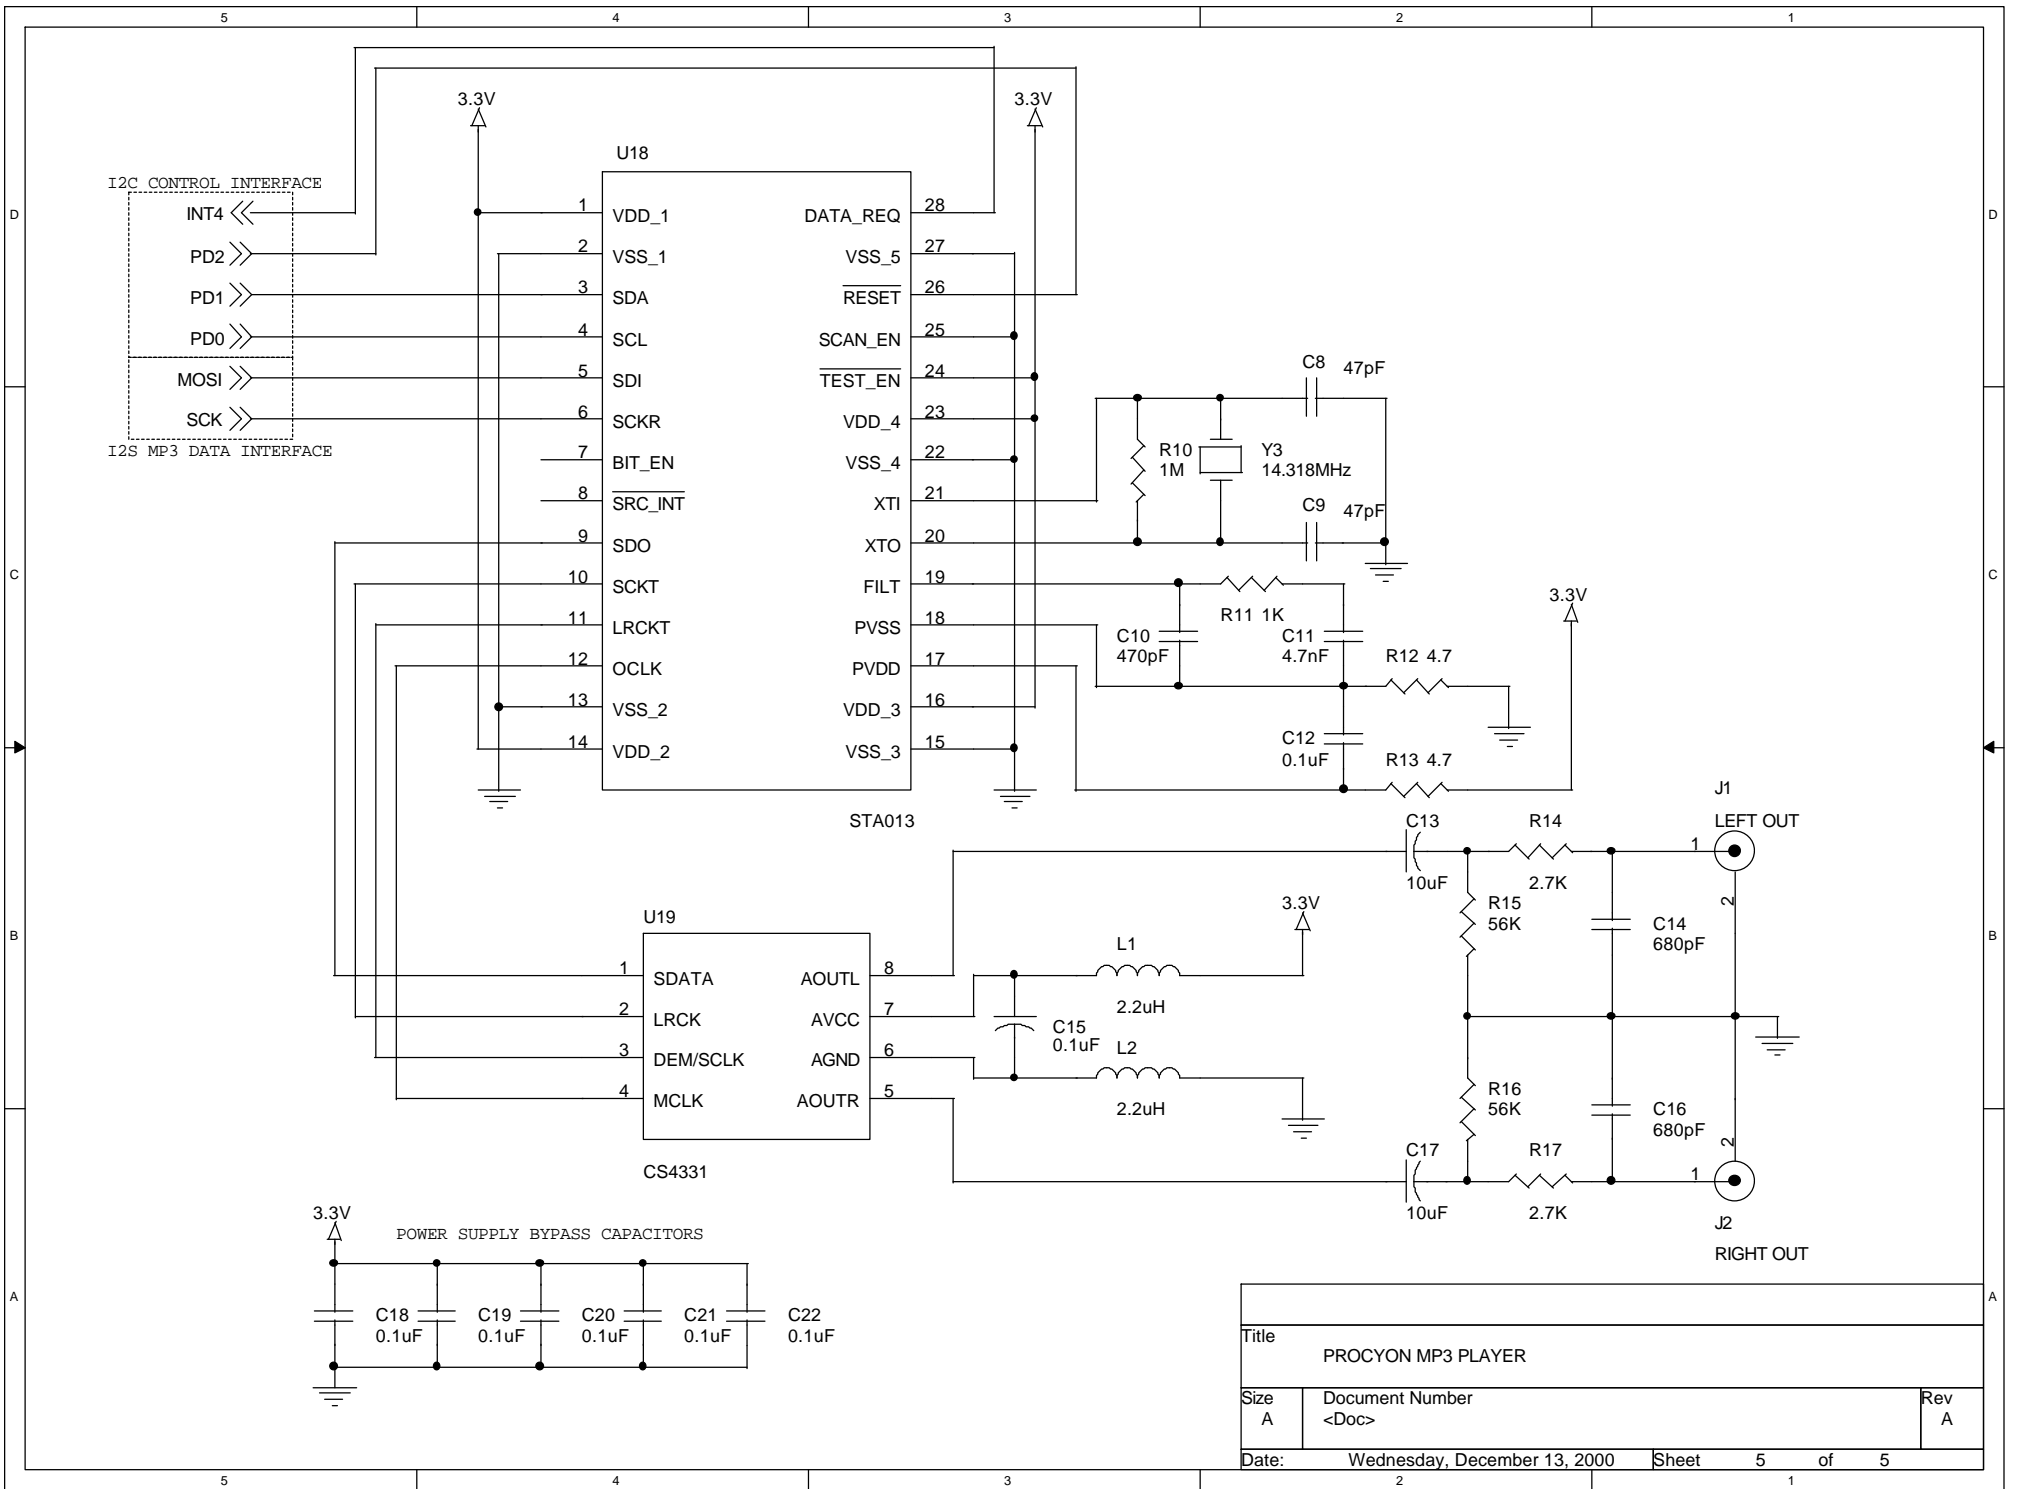 5 4 3 2 1
D
C
B
A
D
C
B
A
3.3V
3.3V
U18
I2C CONTROL INTERFACE
INT4
PD2
PD1
PD0
MOSI
SCK
I2S MP3 DATA INTERFACE
1 VDD_1
2 VSS_1
3 SDA
4 SCL
5 SDI
6 SCKR
7 BIT_EN
8 SRC_INT
9 SDO
10 SCKT
11 LRCKT
12 OCLK
13 VSS_2
14 VDD_2
DATA_REQ 28
VSS_5 27
RESET 26
SCAN_EN 25
TEST_EN 24
VDD_4 23
VSS_4 22
XTI 21
XTO 20
FILT 19
PVSS 18
PVDD 17
VDD_3 16
VSS_3 15
STA013
C8 47pF
R10
1M
Y3
14.318MHz
C9 47pF
R11 1K
C10
470pF
C11
4.7nF
3.3V
R12 4.7
C12
0.1uF
R13 4.7
J1
LEFT OUT
C13
10uF
R14
2.7K
1
2
R15
56K
C14
680pF
U19
1 SDATA
2 LRCK
3 DEM/SCLK
4 MCLK
AOUTL 8
AVCC 7
AGND 6
AOUTR 5
CS4331
3.3V
L1
2.2uH
C15
0.1uF
L2
2.2uH
R16
56K
C16
680pF
C17
10uF
R17
2.7K
2
1
J2
RIGHT OUT
3.3V
POWER SUPPLY BYPASS CAPACITORS
C18
0.1uF
C19
0.1uF
C20
0.1uF
C21
0.1uF
C22
0.1uF
Title
PROCYON MP3 PLAYER
Size
A
Document Number
<Doc>
Rev
A
Date: Wednesday, December 13, 2000 Sheet 5 of 5
5 4 3 2 1